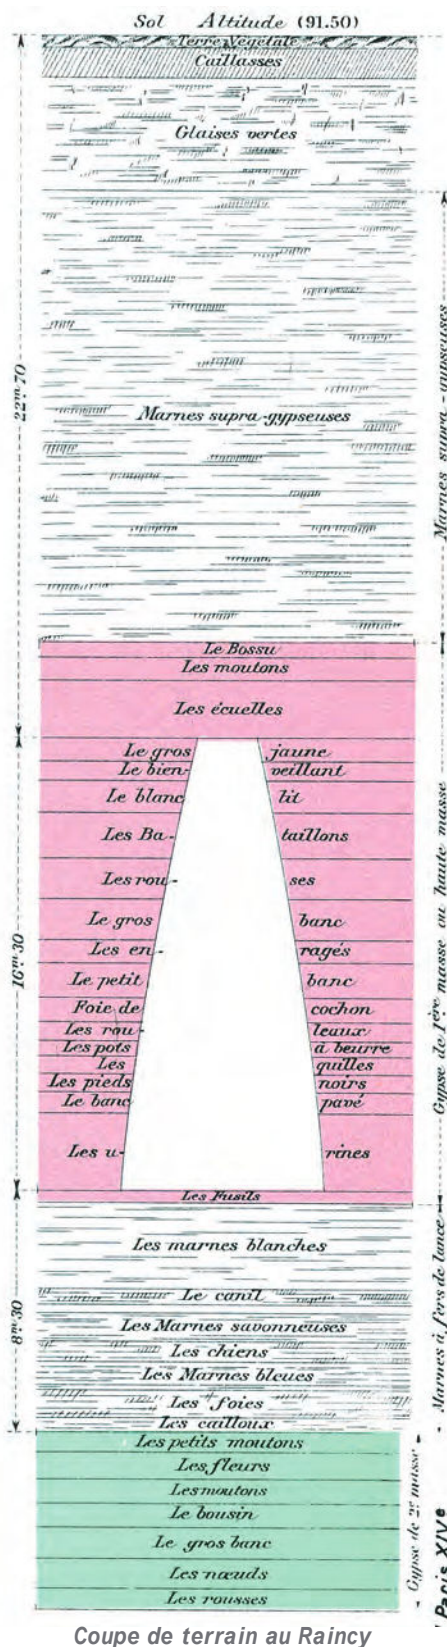 Sol Altitude (91.50)
Terre Végétale
Caillasses
Glaises vertes
22m70
Marnes supra-gypseuses
Marnes supra-gypseuses
Le Bossu
Les moutons
Les écuelles
Le gros jaune
Le bien- veillant
Le blanc lit
Les Ba- taillons
Les rou- ses
Le gros banc
Les en- ragés
Le petit banc
Foie de cochon
Les rou- leaux
Les pots à beurre
Les quilles
Les pieds noirs
Le banc pavé
Les u- rines
16m30
Gypse de 1ère masse ou haute masse
Les Fusils
Les marnes blanches
Le canil
Les Marnes savonneuses
Les chiens
Les Marnes bleues
Les foies
Les cailloux
8m30
Marnes à fers de lance
Les petits moutons
Les fleurs
Les moutons
Le bousin
Le gros banc
Les nœuds
Les rousses
Gypse de 2e masse
Paris XIVe
Coupe de terrain au Raincy